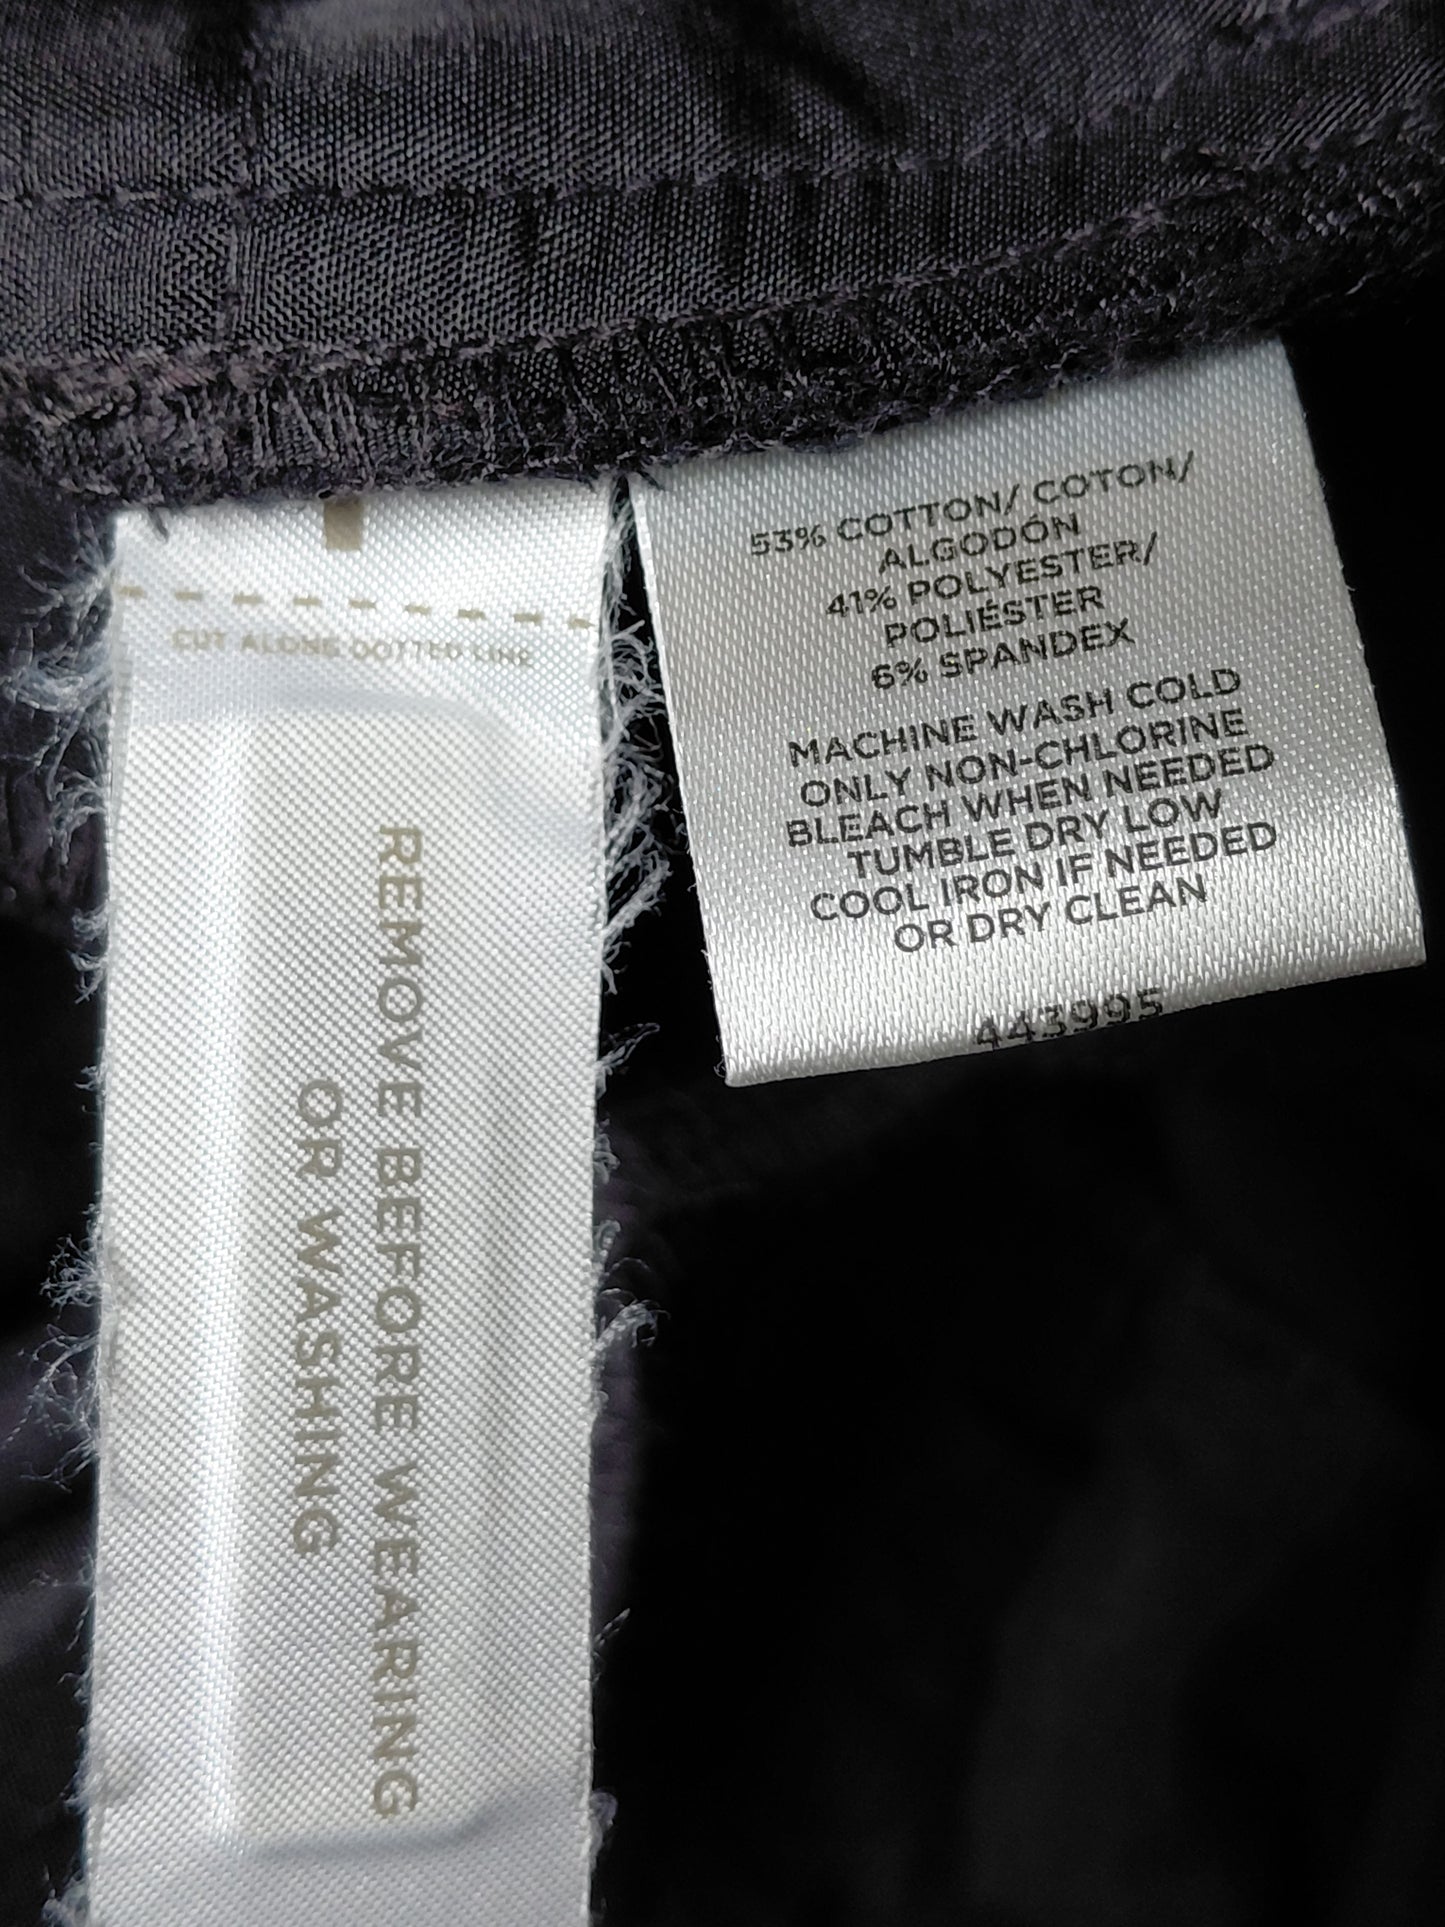 CUT ALONG DOTTED LINE
REMOVE BEFORE WEARING
OR WASHING
53% COTTON/ COTON/
ALGODÓN
41% POLYESTER/
POLIÉSTER
6% SPANDEX
MACHINE WASH COLD
ONLY NON-CHLORINE
BLEACH WHEN NEEDED
TUMBLE DRY LOW
COOL IRON IF NEEDED
OR DRY CLEAN
443995